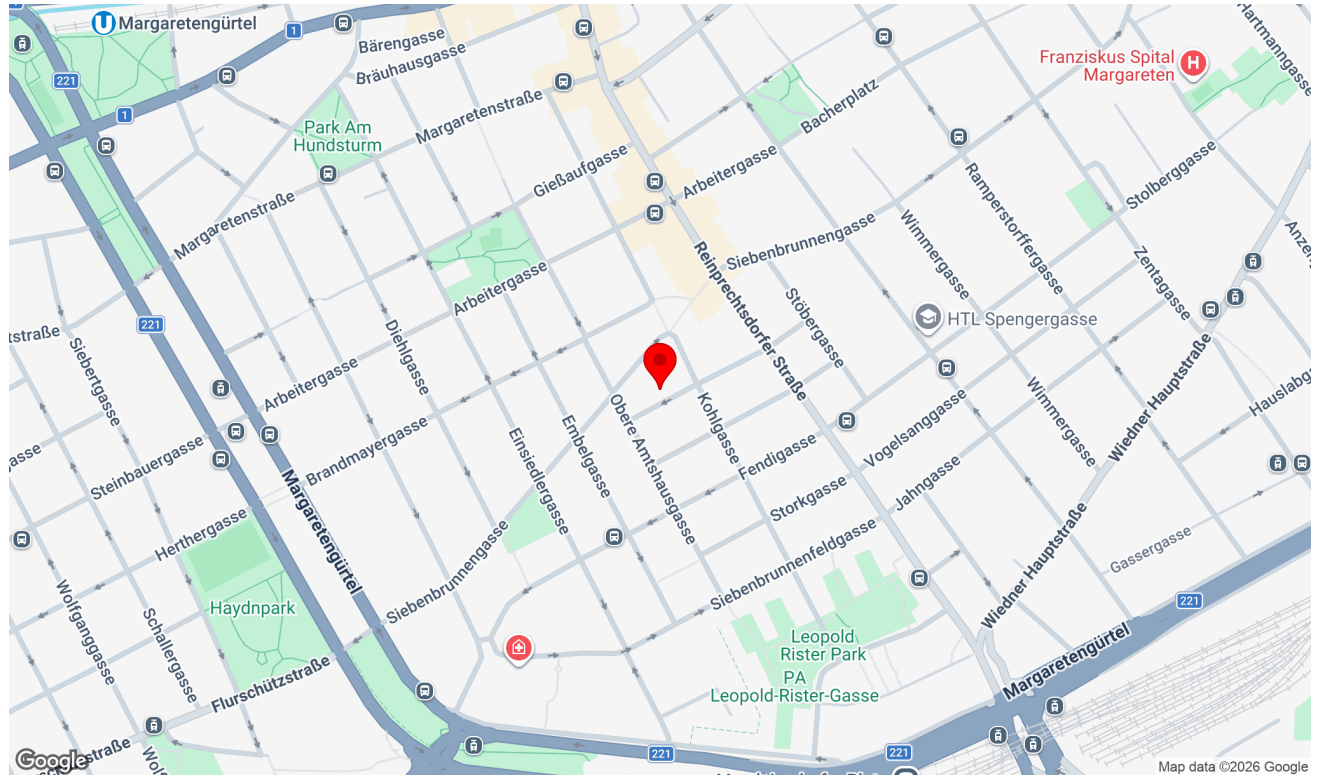 Margaretengürtel
1
Bärengasse
Bräuhausgasse
Hartmanngasse
Franziskus Spital
Margareten
H
221
1
Park Am
Hundsturm
Margaretenstraße
Bacherplatz
Gießaufgasse
Arbeitergasse
Stolberggasse
Ramperstorffergasse
Margaretenstraße
Siebenbrunnengasse
Wimmergasse
Reinprechtsdorfer Straße
Zentagasse
Arbeitergasse
Stöbergasse
HTL Spengergasse
221
Diehlgasse
Siebertgasse
Arbeitergasse
Wiedner Hauptstraße
Obere Amtshausgasse
Kohlgasse
Wimmergasse
Embelgasse
Einsiedlergasse
Brandmayergasse
Steinbauergasse
Fendigasse
Vogelsanggasse
Jahngasse
Storkgasse
Margaretengürtel
Herthergasse
Siebenbrunnengasse
Siebenbrunnenfeldgasse
Wiedner Hauptstraße
Gassergasse
221
Wolfganggasse
Schallergasse
Haydnpark
Flurschützstraße
Leopold
Rister Park
PA
Leopold-Rister-Gasse
Margaretengürtel
221
221
Google
Map data ©2026 Google